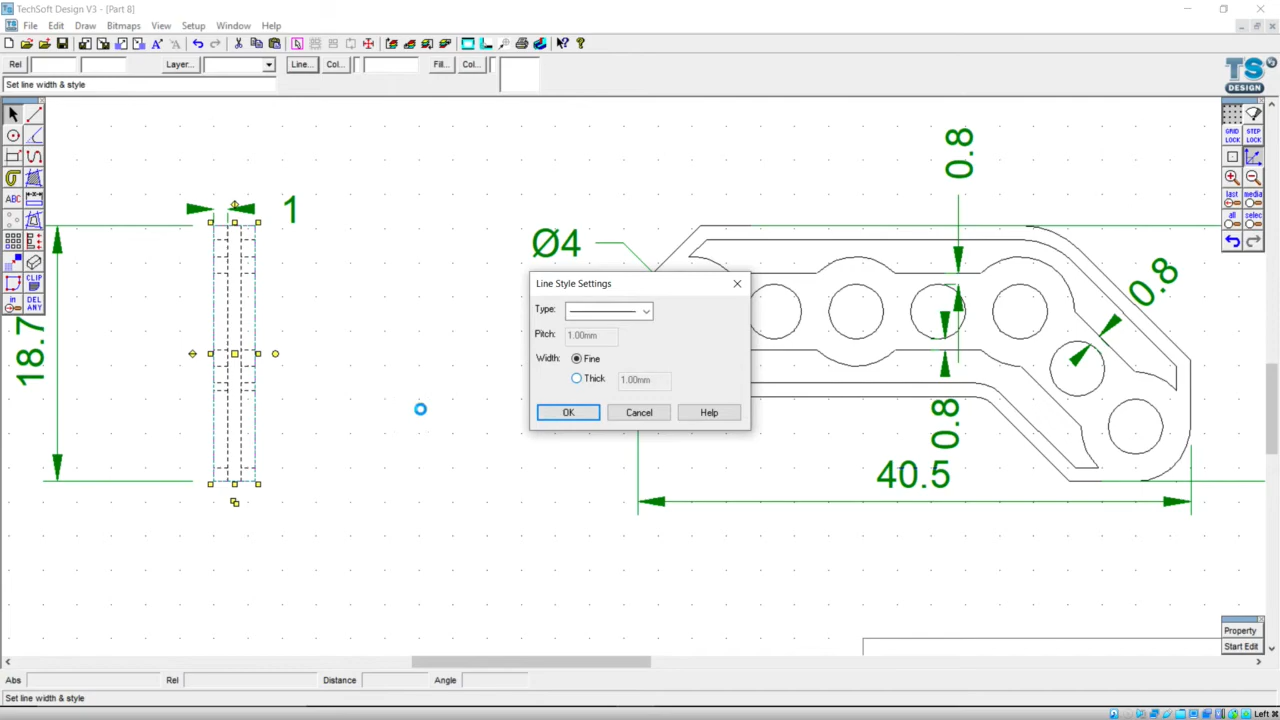 TechSoft Design V3 - [Part 8]
File Edit Draw Bitmaps View Setup Window Help
Rel Layer... Line... Col... Fill... Col...
Set line width & style
TS
DESIGN
GRID LOCK STEP LOCK
last media
all selec
ABC
CLIP
in DEL ANY
1
18.7
Ø4
0.8
0.8
0.8
40.5
Line Style Settings
Type:
Pitch: 1.00mm
Width: Fine
Thick 1.00mm
OK Cancel Help
Property
Start Edit
Abs Rel Distance Angle
Set line width & style
Left ⌘